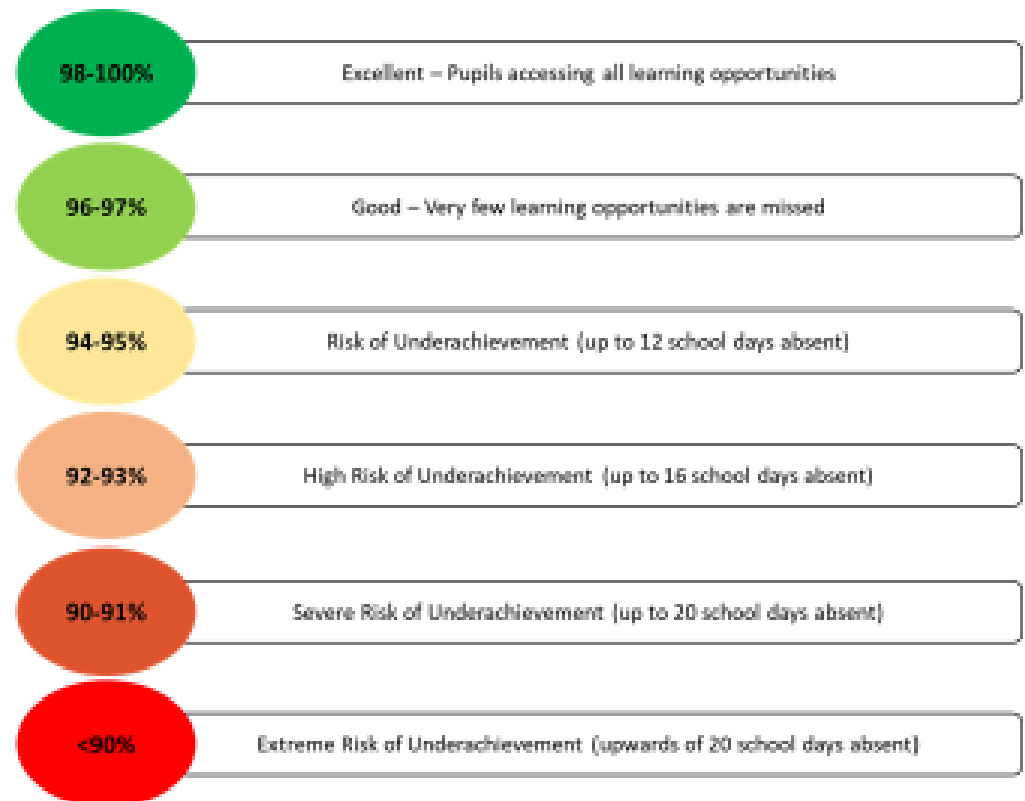 98-100%
Excellent – Pupils accessing all learning opportunities
96-97%
Good – Very few learning opportunities are missed
94-95%
Risk of Underachievement (up to 12 school days absent)
92-93%
High Risk of Underachievement (up to 16 school days absent)
90-91%
Severe Risk of Underachievement (up to 20 school days absent)
<90%
Extreme Risk of Underachievement (upwards of 20 school days absent)